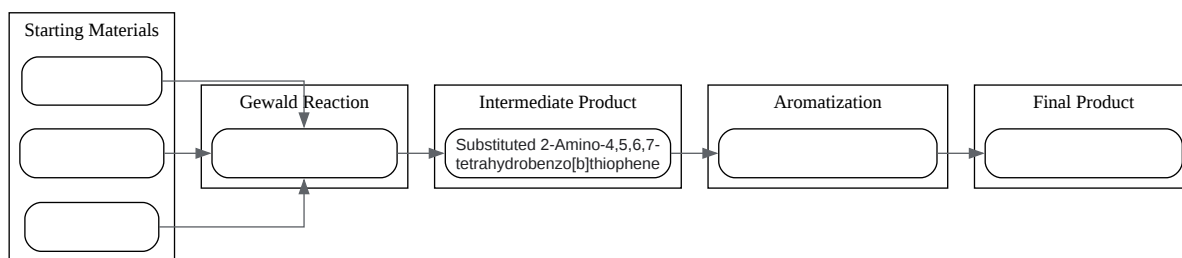 Starting Materials
Gewald Reaction
Intermediate Product
Substituted 2-Amino-4,5,6,7-
tetrahydrobenzo[b]thiophene
Aromatization
Final Product